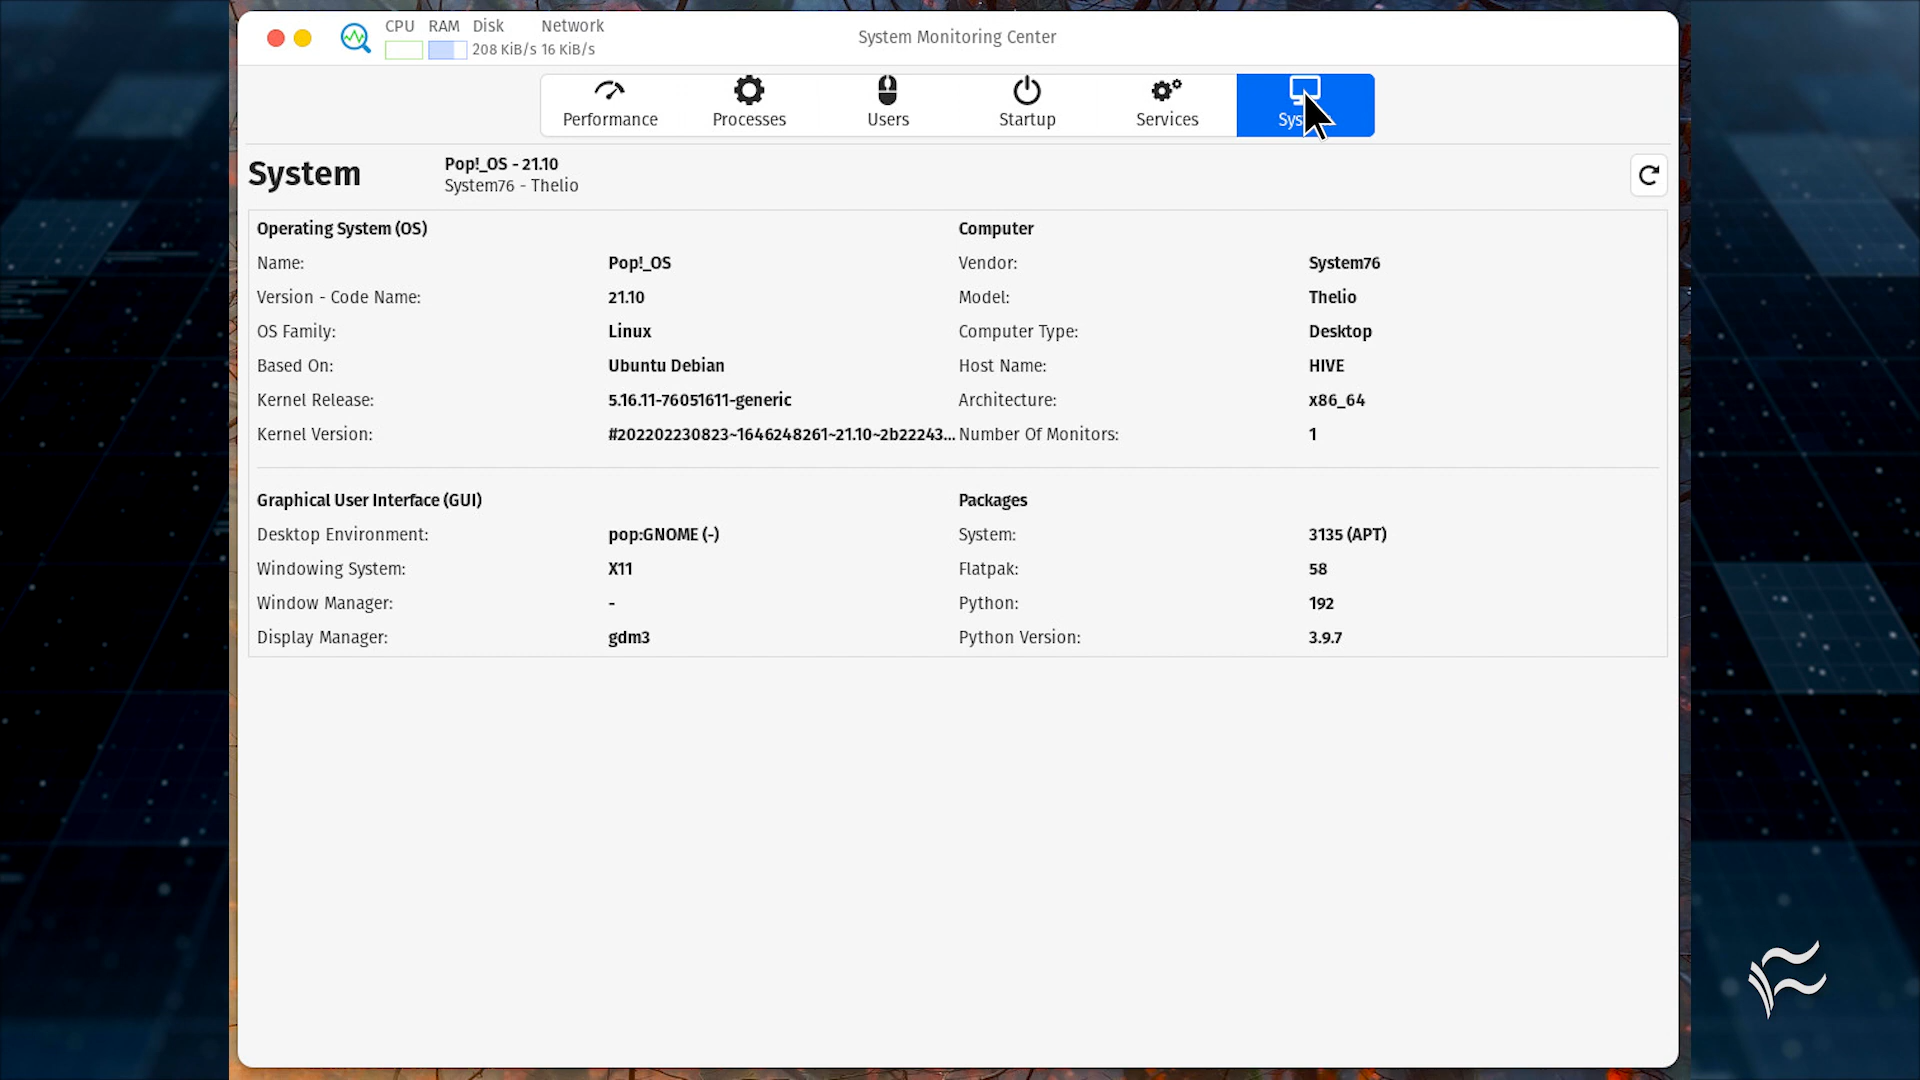 CPU RAM Disk Network
208 KiB/s 16 KiB/s
System Monitoring Center
Performance
Processes
Users
Startup
Services
System
Pop!_OS - 21.10
System76 - Thelio
Operating System (OS)
Name: Pop!_OS
Version - Code Name: 21.10
OS Family: Linux
Based On: Ubuntu Debian
Kernel Release: 5.16.11-76051611-generic
Kernel Version: #202202230823~1646248261~21.10~2b22243...
Computer
Vendor: System76
Model: Thelio
Computer Type: Desktop
Host Name: HIVE
Architecture: x86_64
Number Of Monitors: 1
Graphical User Interface (GUI)
Desktop Environment: pop:GNOME (-)
Windowing System: X11
Window Manager: -
Display Manager: gdm3
Packages
System: 3135 (APT)
Flatpak: 58
Python: 192
Python Version: 3.9.7